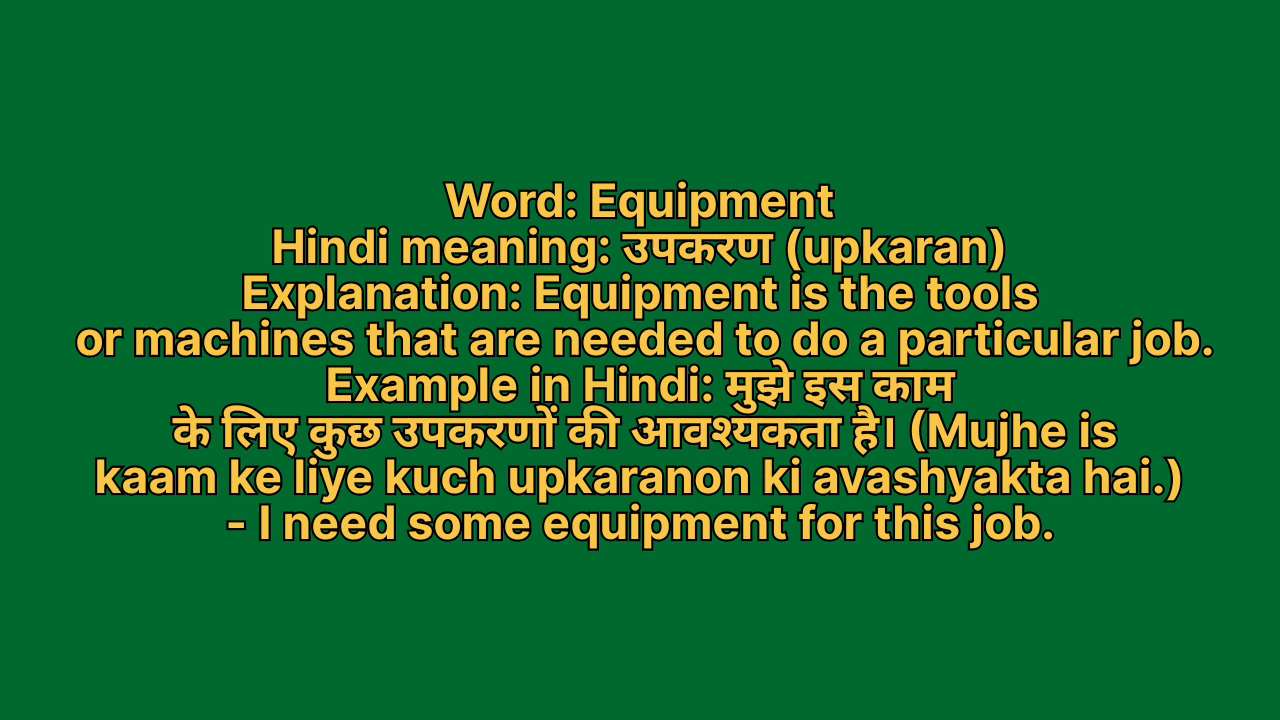 Word: Equipment
Hindi meaning: उपकरण (upkaran)
Explanation: Equipment is the tools
or machines that are needed to do a particular job.
Example in Hindi: मुझे इस काम
के लिए कुछ उपकरणों की आवश्यकता है। (Mujhe is
kaam ke liye kuch upkaranon ki avashyakta hai.)
- I need some equipment for this job.